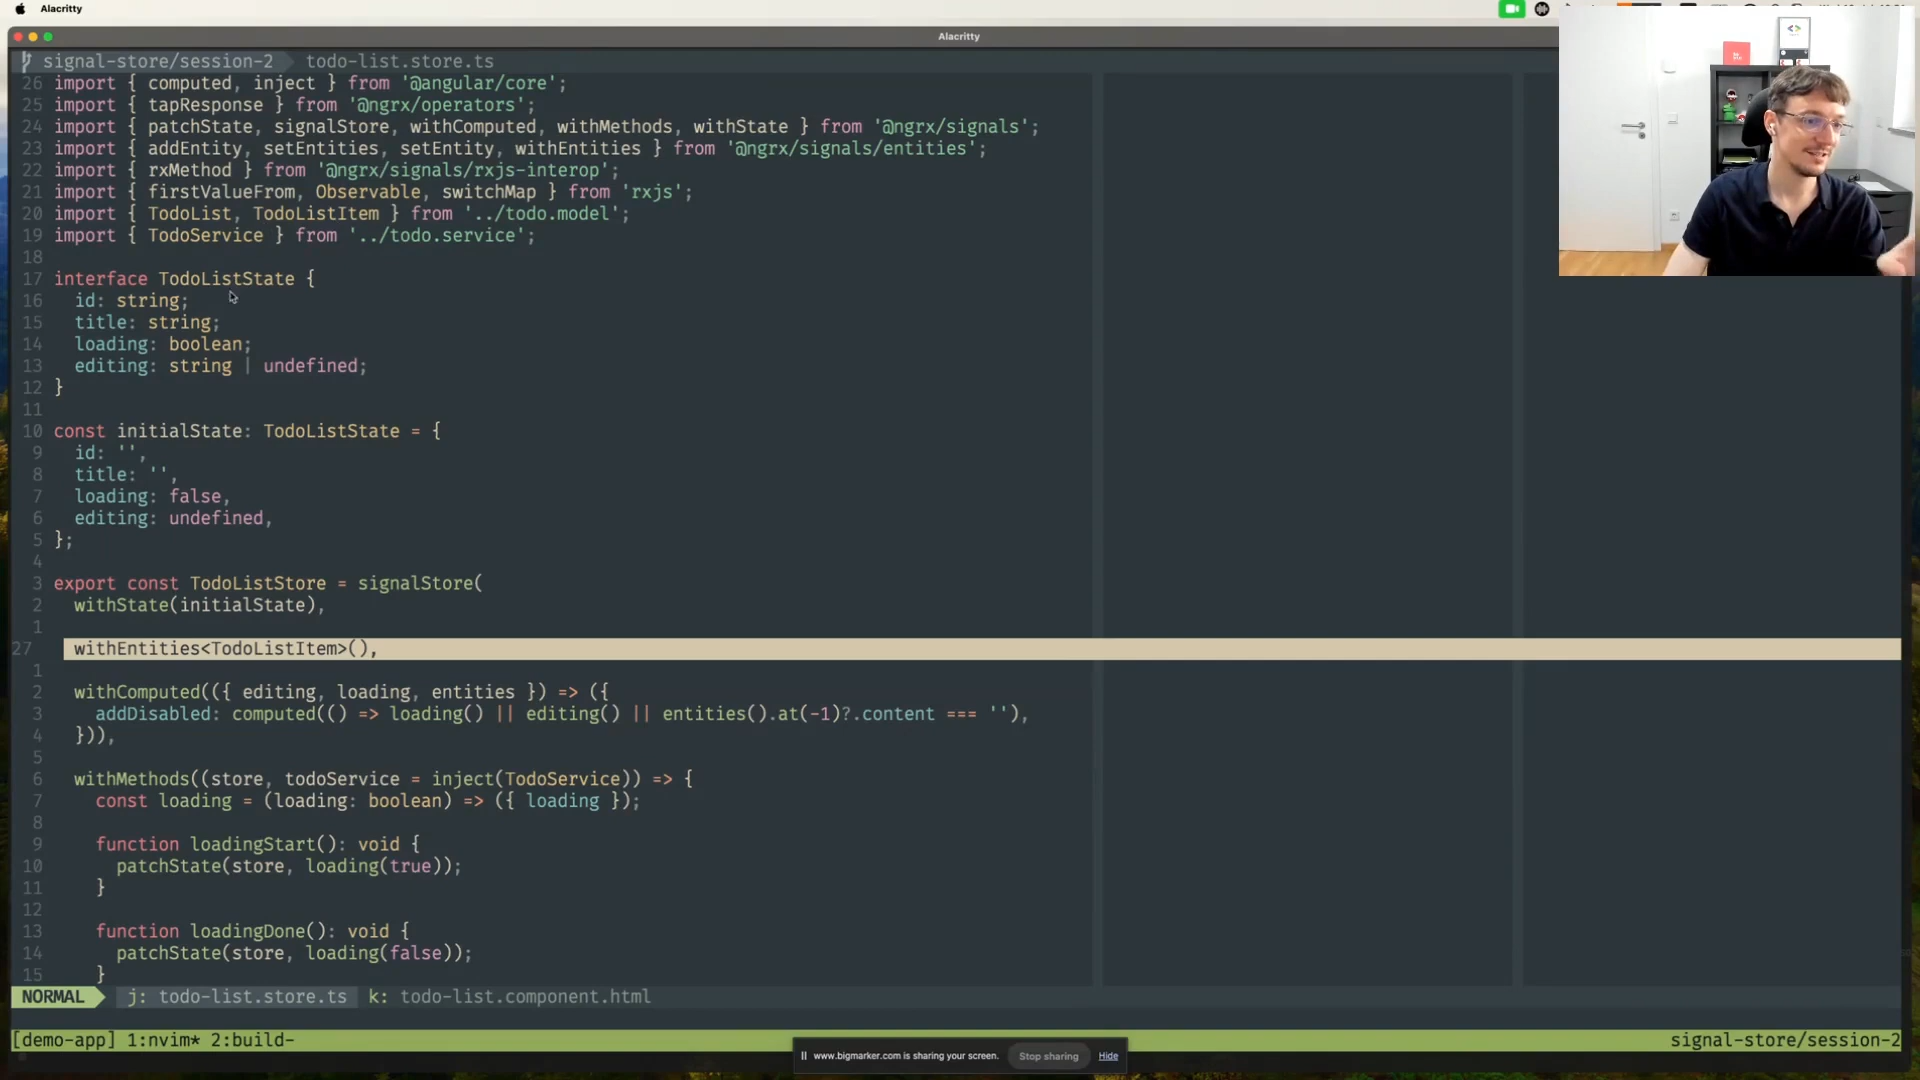 Alacritty
Alacritty
signal-store/session-2 todo-list.store.ts
26 import { computed, inject } from '@angular/core';
25 import { tapResponse } from '@ngrx/operators';
24 import { patchState, signalStore, withComputed, withMethods, withState } from '@ngrx/signals';
23 import { addEntity, setEntities, setEntity, withEntities } from '@ngrx/signals/entities';
22 import { rxMethod } from '@ngrx/signals/rxjs-interop';
21 import { firstValueFrom, Observable, switchMap } from 'rxjs';
20 import { TodoList, TodoListItem } from '../todo.model';
19 import { TodoService } from '../todo.service';
18
17 interface TodoListState {
16 id: string;
15 title: string;
14 loading: boolean;
13 editing: string | undefined;
12 }
11
10 const initialState: TodoListState = {
9 id: '',
8 title: '',
7 loading: false,
6 editing: undefined,
5 };
4
3 export const TodoListStore = signalStore(
2 withState(initialState),
1
27 withEntities<TodoListItem>(),
1
2 withComputed(({ editing, loading, entities }) => ({
3 addDisabled: computed(() => loading() || editing() || entities().at(-1)?.content === ''),
4 })),
5
6 withMethods((store, todoService = inject(TodoService)) => {
7 const loading = (loading: boolean) => ({ loading });
8
9 function loadingStart(): void {
10 patchState(store, loading(true));
11 }
12
13 function loadingDone(): void {
14 patchState(store, loading(false));
15 }
NORMAL j: todo-list.store.ts k: todo-list.component.html
[demo-app] 1:nvim* 2:build- signal-store/session-2
www.bigmarker.com is sharing your screen. Stop sharing Hide